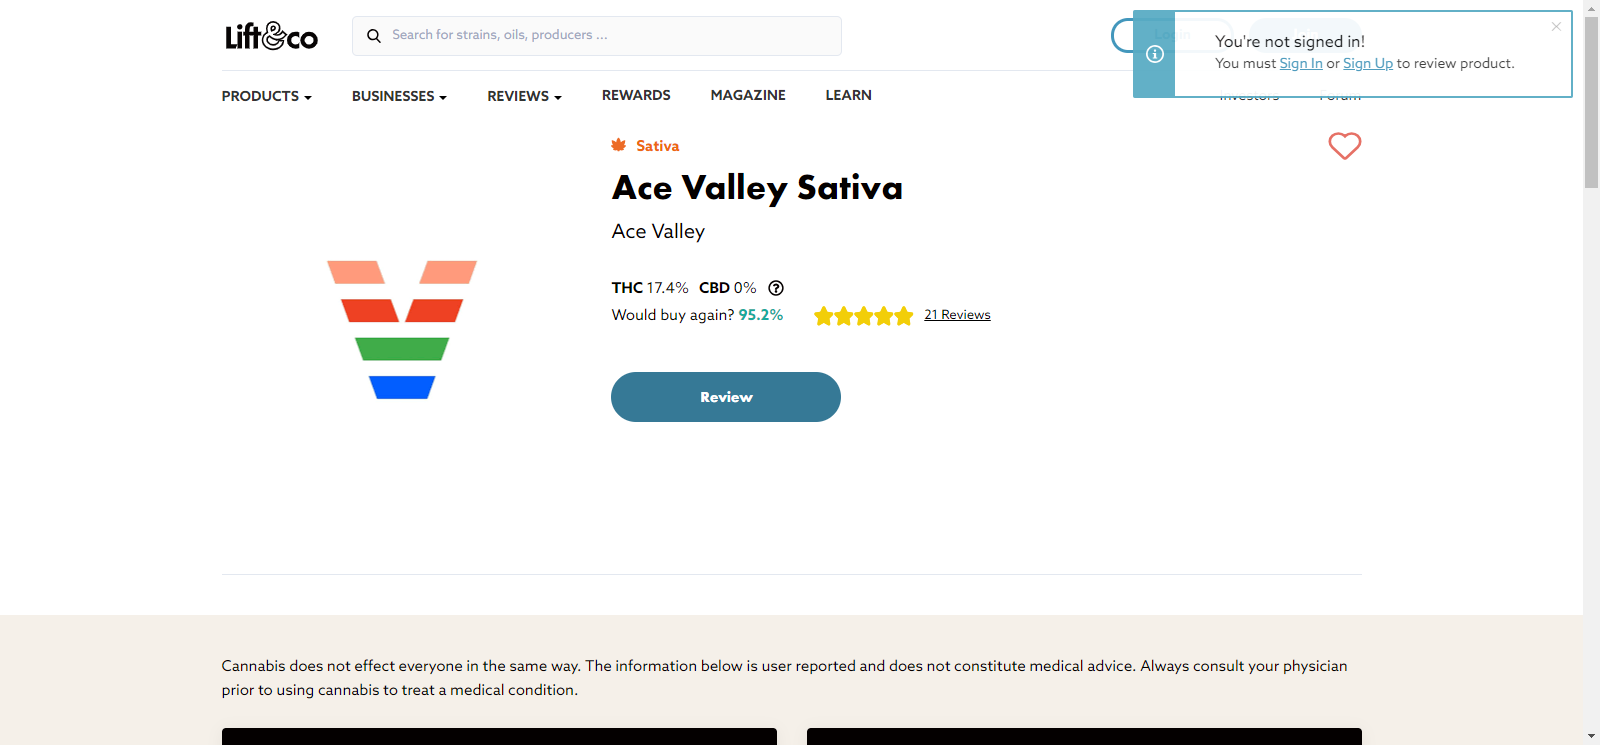 Lift&co
Search for strains, oils, producers ...
Login
You're not signed in!
You must Sign In or Sign Up to review product.
PRODUCTS
BUSINESSES
REVIEWS
REWARDS
MAGAZINE
LEARN
Investors
Forum
Sativa
Ace Valley Sativa
Ace Valley
THC 17.4% CBD 0%
Would buy again? 95.2%
21 Reviews
Review
Cannabis does not effect everyone in the same way. The information below is user reported and does not constitute medical advice. Always consult your physician
prior to using cannabis to treat a medical condition.